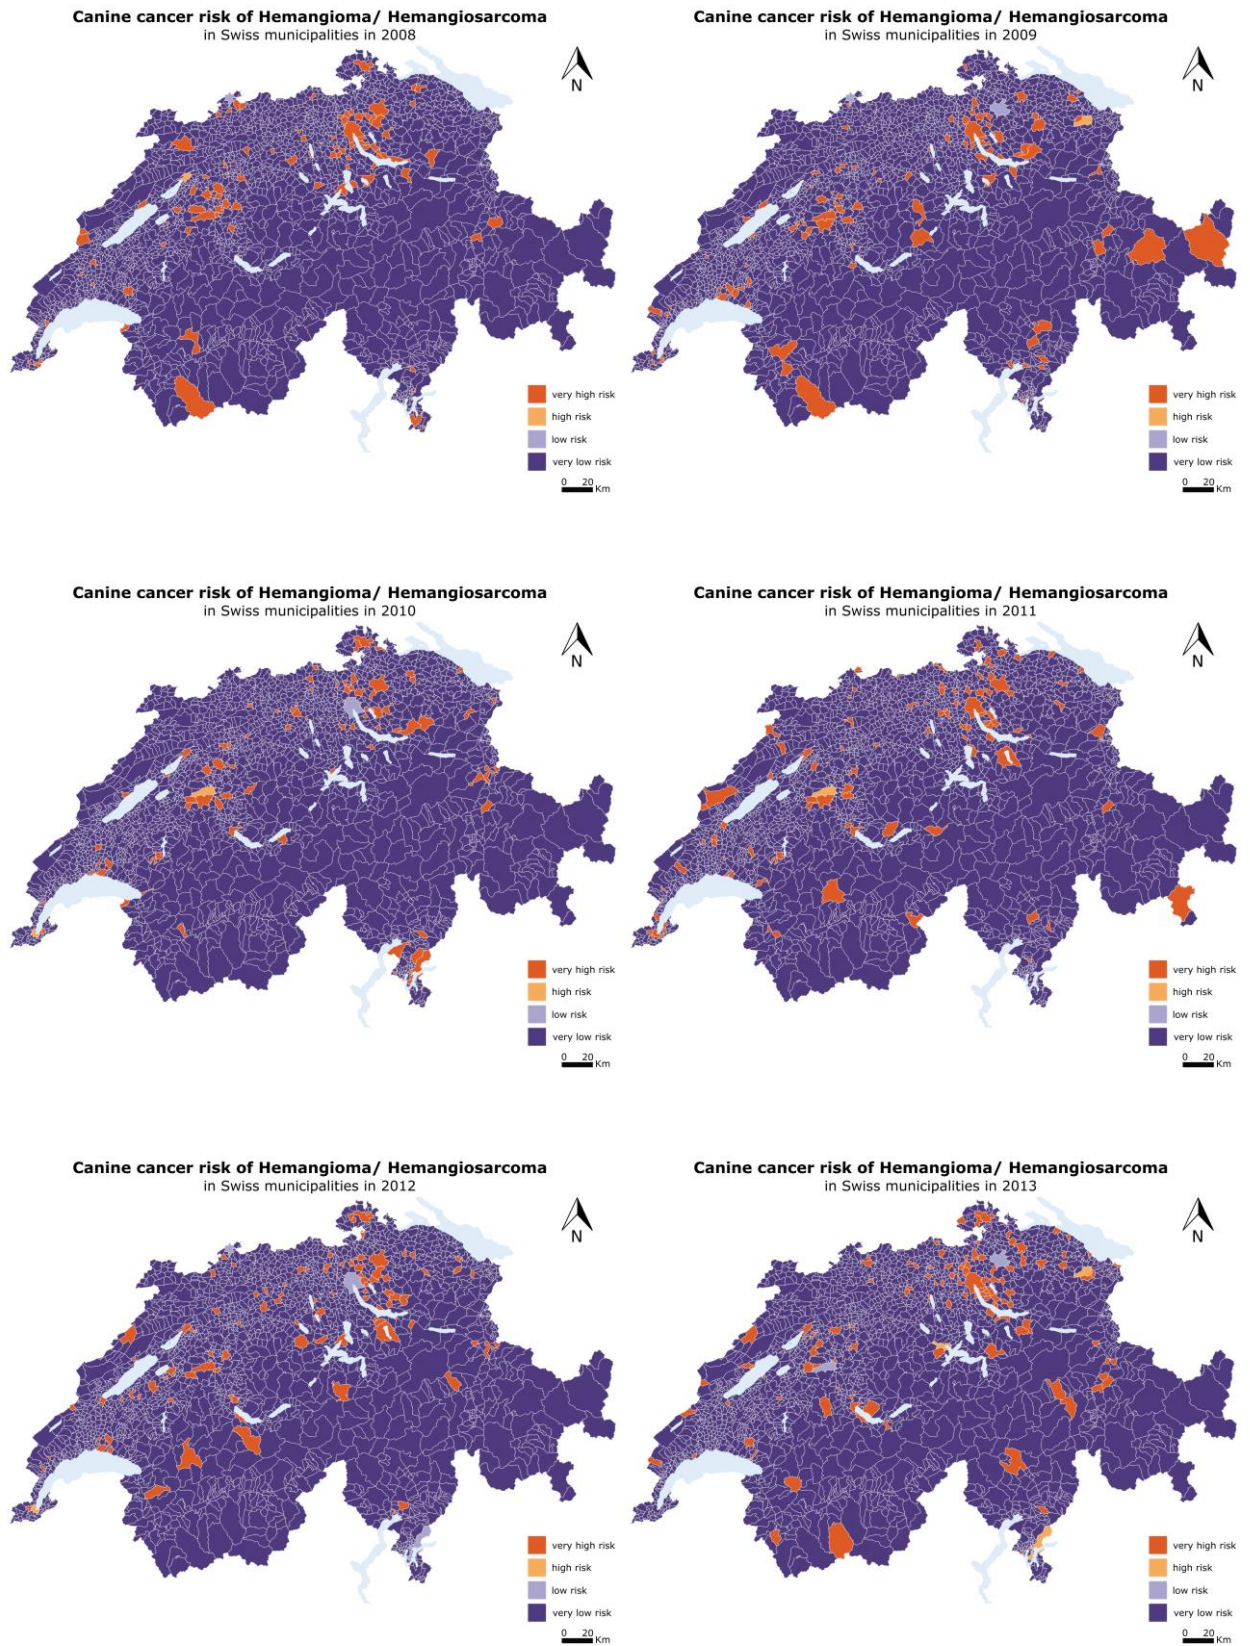 Canine cancer risk of Hemangioma/ Hemangiosarcoma
in Swiss municipalities in 2008
N
very high risk
high risk
low risk
very low risk
0 20
Km
Canine cancer risk of Hemangioma/ Hemangiosarcoma
in Swiss municipalities in 2009
N
very high risk
high risk
low risk
very low risk
0 20
Km
Canine cancer risk of Hemangioma/ Hemangiosarcoma
in Swiss municipalities in 2010
N
very high risk
high risk
low risk
very low risk
0 20
Km
Canine cancer risk of Hemangioma/ Hemangiosarcoma
in Swiss municipalities in 2011
N
very high risk
high risk
low risk
very low risk
0 20
Km
Canine cancer risk of Hemangioma/ Hemangiosarcoma
in Swiss municipalities in 2012
N
very high risk
high risk
low risk
very low risk
0 20
Km
Canine cancer risk of Hemangioma/ Hemangiosarcoma
in Swiss municipalities in 2013
N
very high risk
high risk
low risk
very low risk
0 20
Km